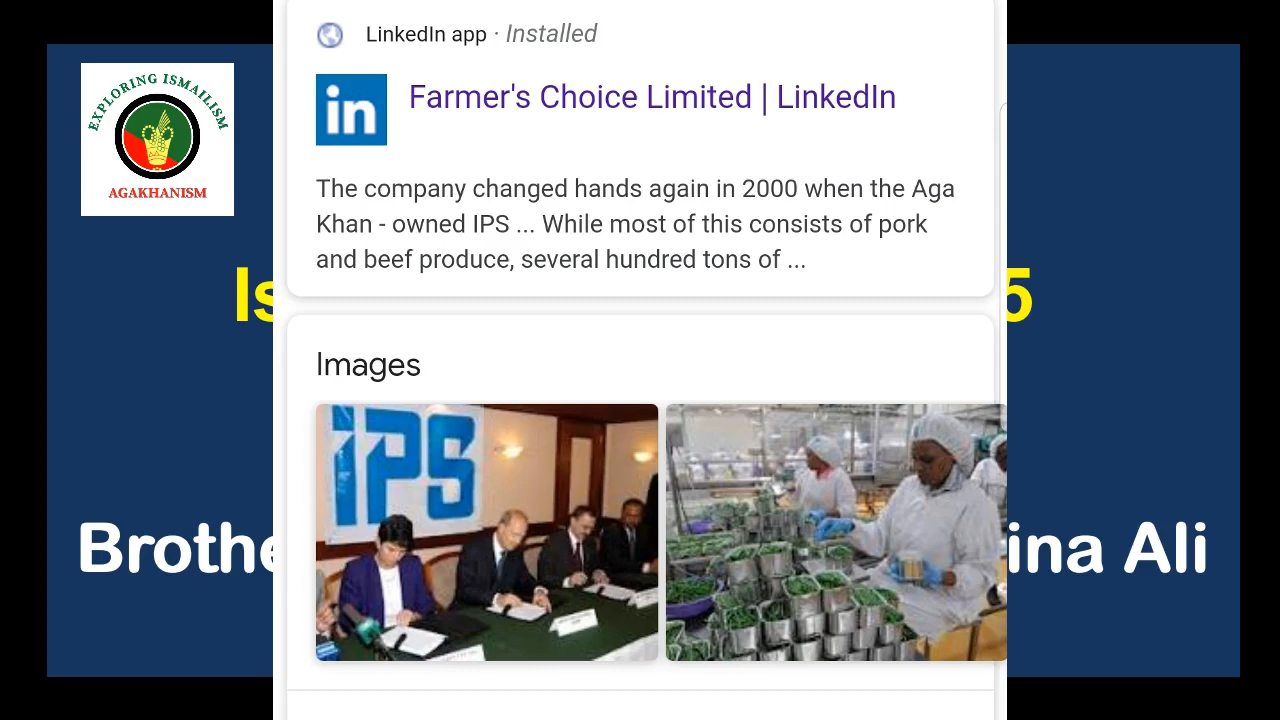 EXPLORING ISMAILISM
AGAKHANISM
LinkedIn app · Installed
in
Farmer's Choice Limited | LinkedIn
The company changed hands again in 2000 when the Aga
Khan - owned IPS ... While most of this consists of pork
and beef produce, several hundred tons of ...
Is
5
Images
iPS
Brothe
ina Ali